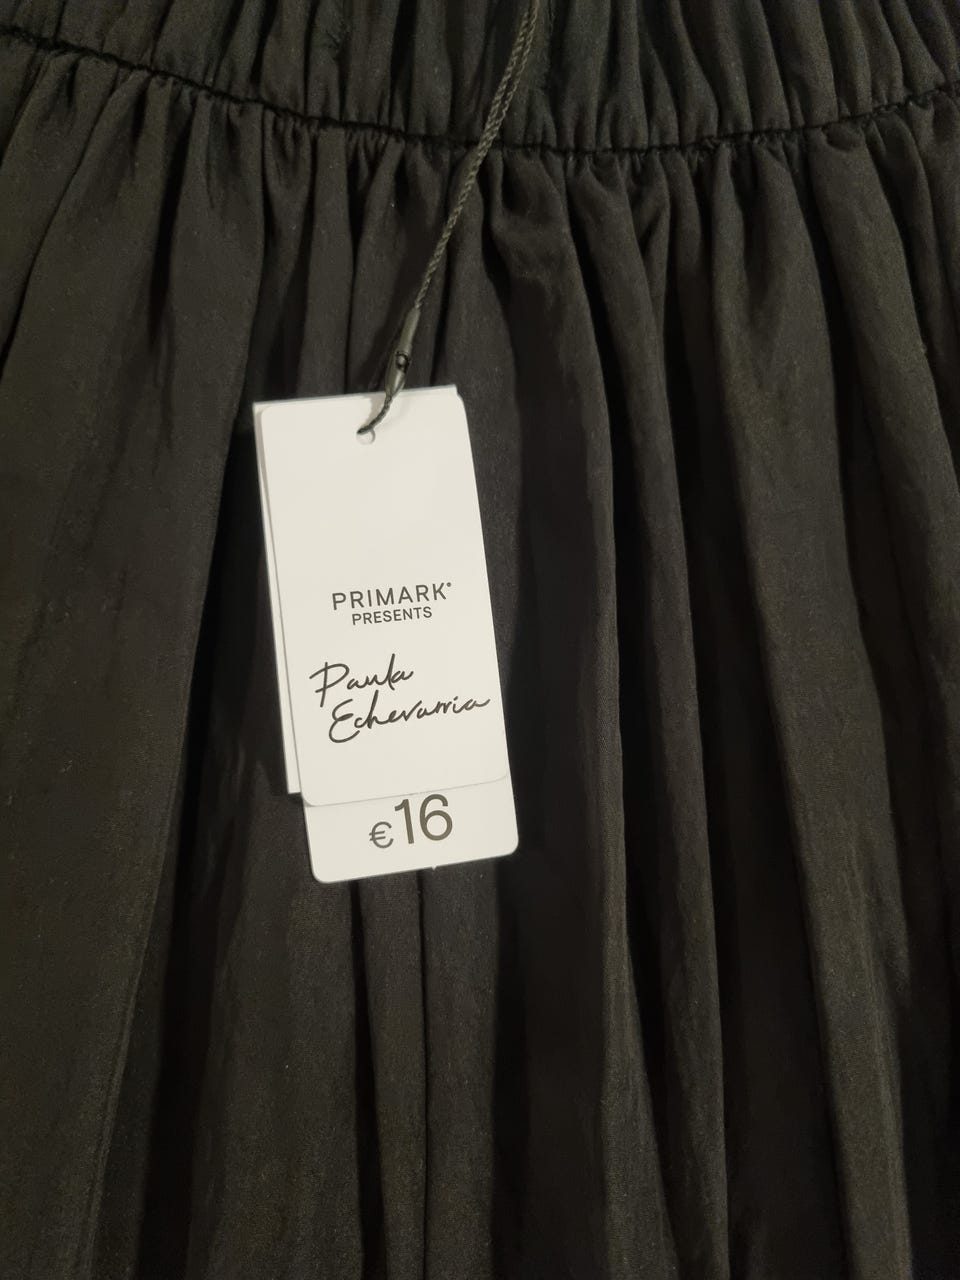 PRIMARK®
PRESENTS
Paula
Echevarria
€16